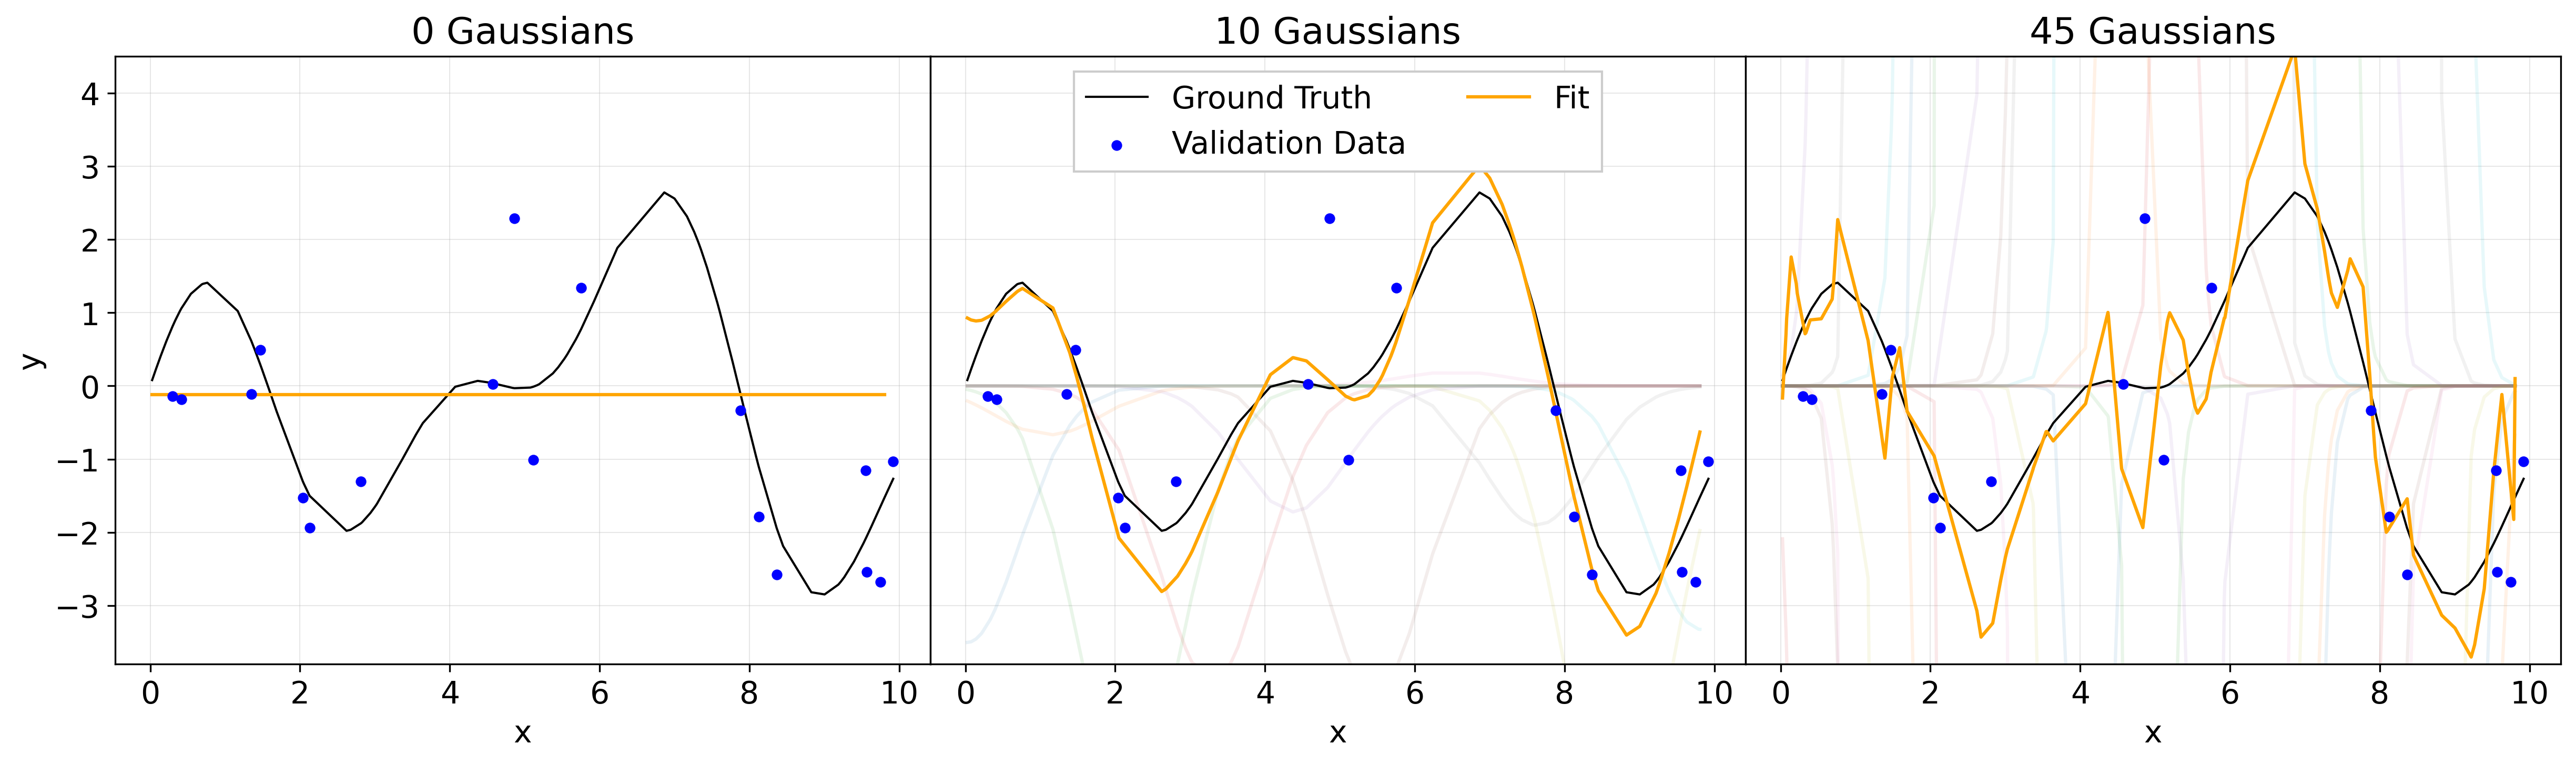 0 Gaussians
10 Gaussians
45 Gaussians
Ground Truth
Validation Data
Fit
y
4
3
2
1
0
−1
−2
−3
0 2 4 6 8 10
0 2 4 6 8 10
0 2 4 6 8 10
x
x
x